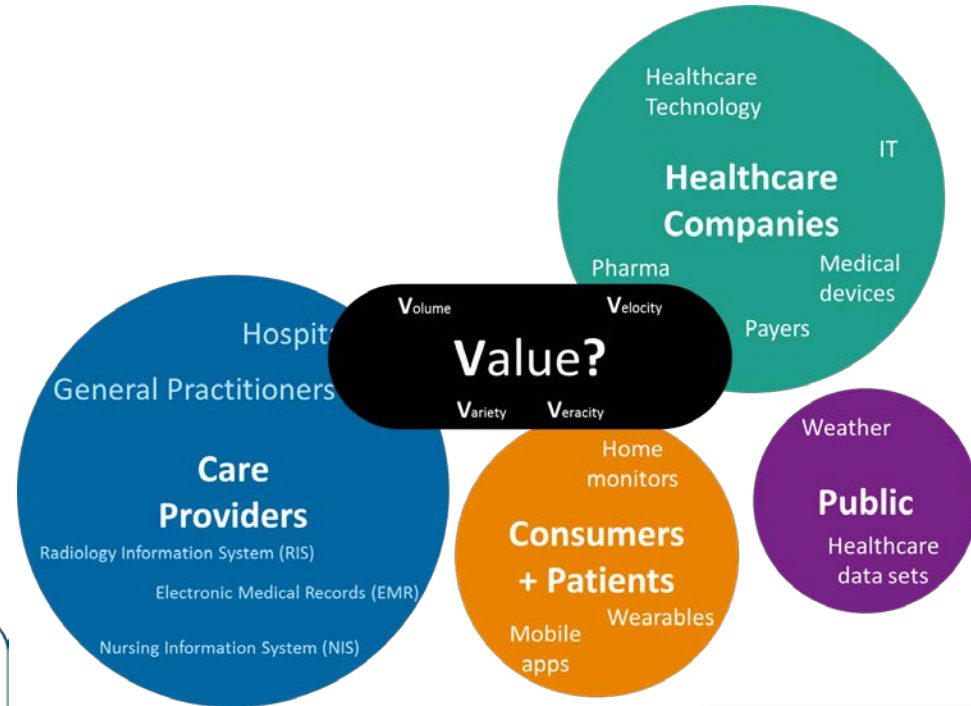 Healthcare
Technology
IT
Healthcare
Companies
Pharma
Medical
devices
Payers
Volume
Velocity
Value?
Variety
Veracity
Hospita
General Practitioners
Care
Providers
Radiology Information System (RIS)
Electronic Medical Records (EMR)
Nursing Information System (NIS)
Home
monitors
Consumers
+ Patients
Wearables
Mobile
apps
Weather
Public
Healthcare
data sets